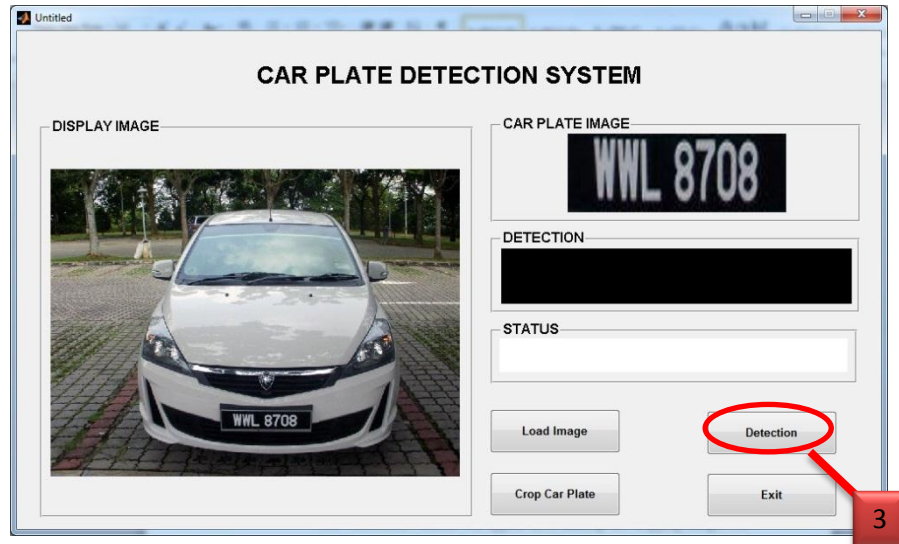 Untitled
CAR PLATE DETECTION SYSTEM
DISPLAY IMAGE
WWL 8708
CAR PLATE IMAGE
WWL 8708
DETECTION
STATUS
Load Image
Detection
Crop Car Plate
Exit
3